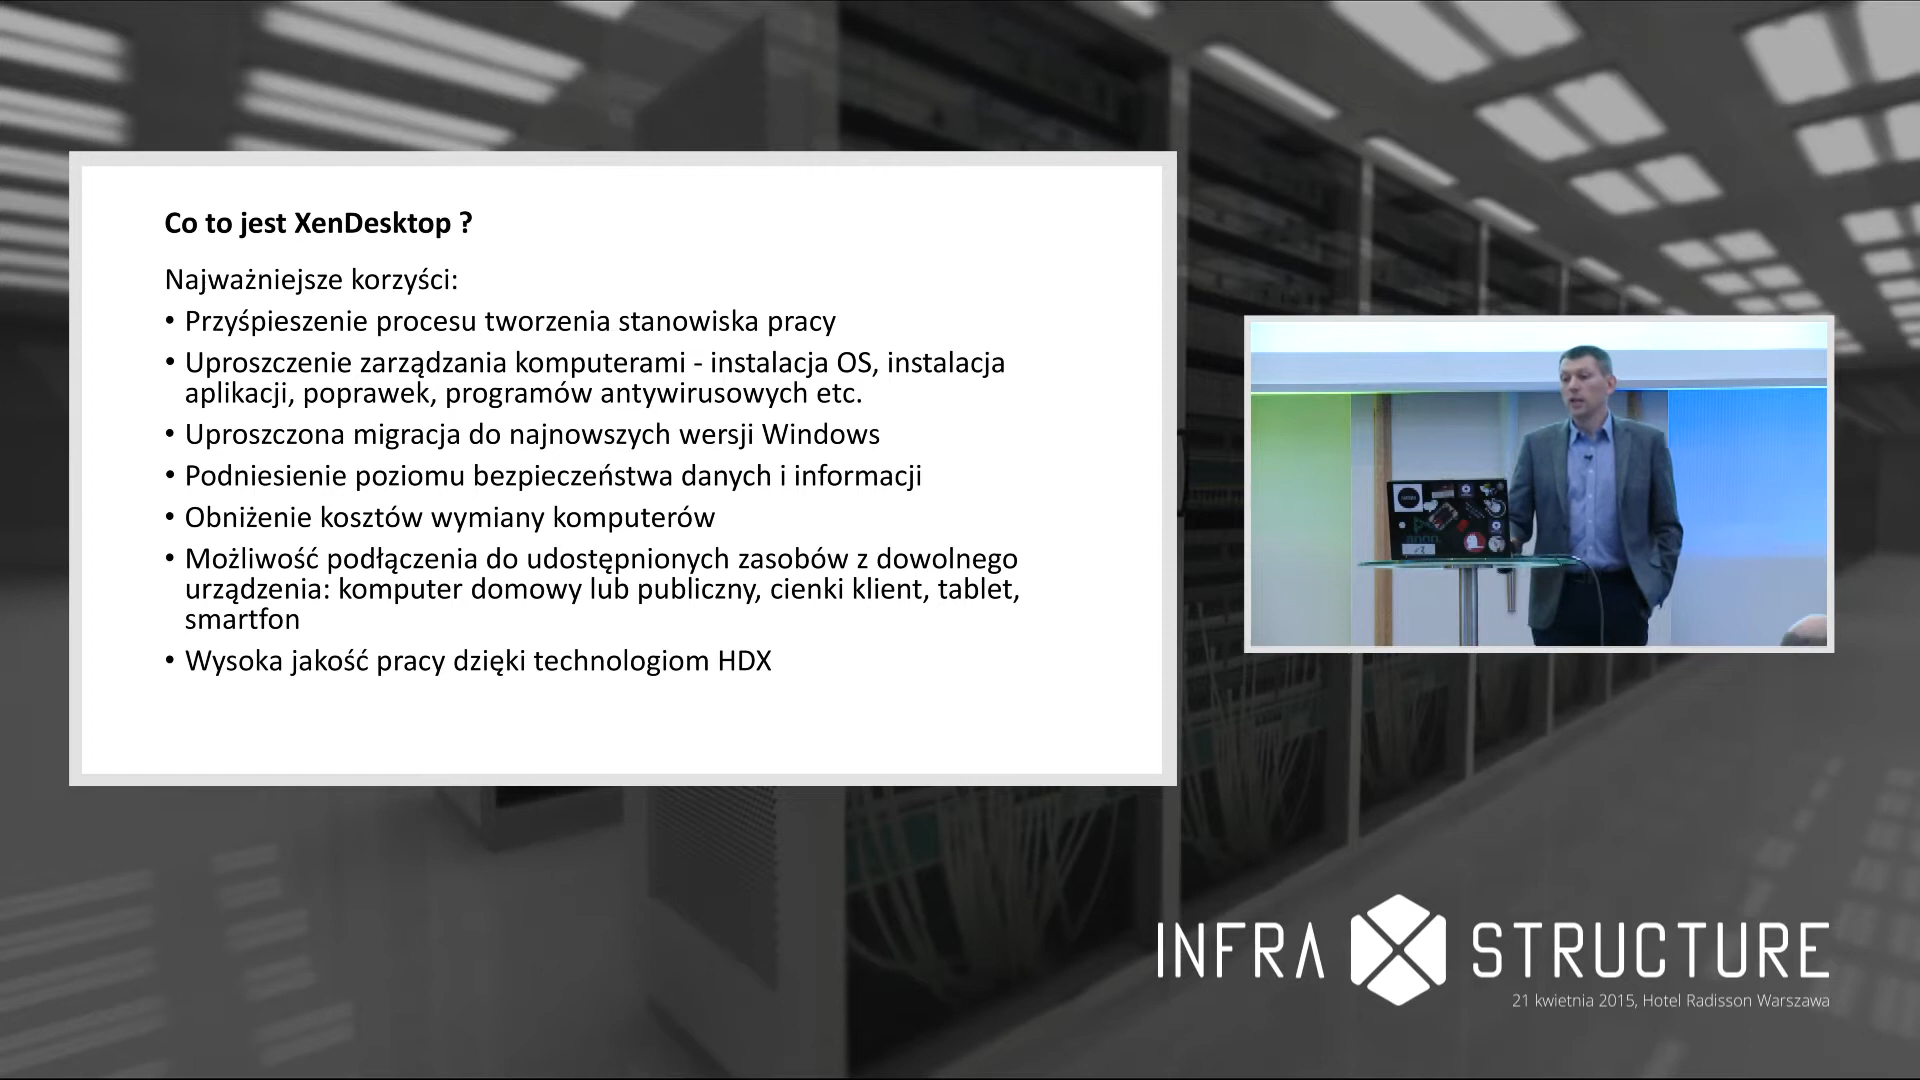 Co to jest XenDesktop ?
Najważniejsze korzyści:
• Przyśpieszenie procesu tworzenia stanowiska pracy
• Uproszczenie zarządzania komputerami - instalacja OS, instalacja
aplikacji, poprawek, programów antywirusowych etc.
• Uproszczona migracja do najnowszych wersji Windows
• Podniesienie poziomu bezpieczeństwa danych i informacji
• Obniżenie kosztów wymiany komputerów
• Możliwość podłączenia do udostępnionych zasobów z dowolnego
urządzenia: komputer domowy lub publiczny, cienki klient, tablet,
smartfon
• Wysoka jakość pracy dzięki technologiom HDX
INFRA STRUCTURE
21 kwietnia 2015, Hotel Radisson Warszawa